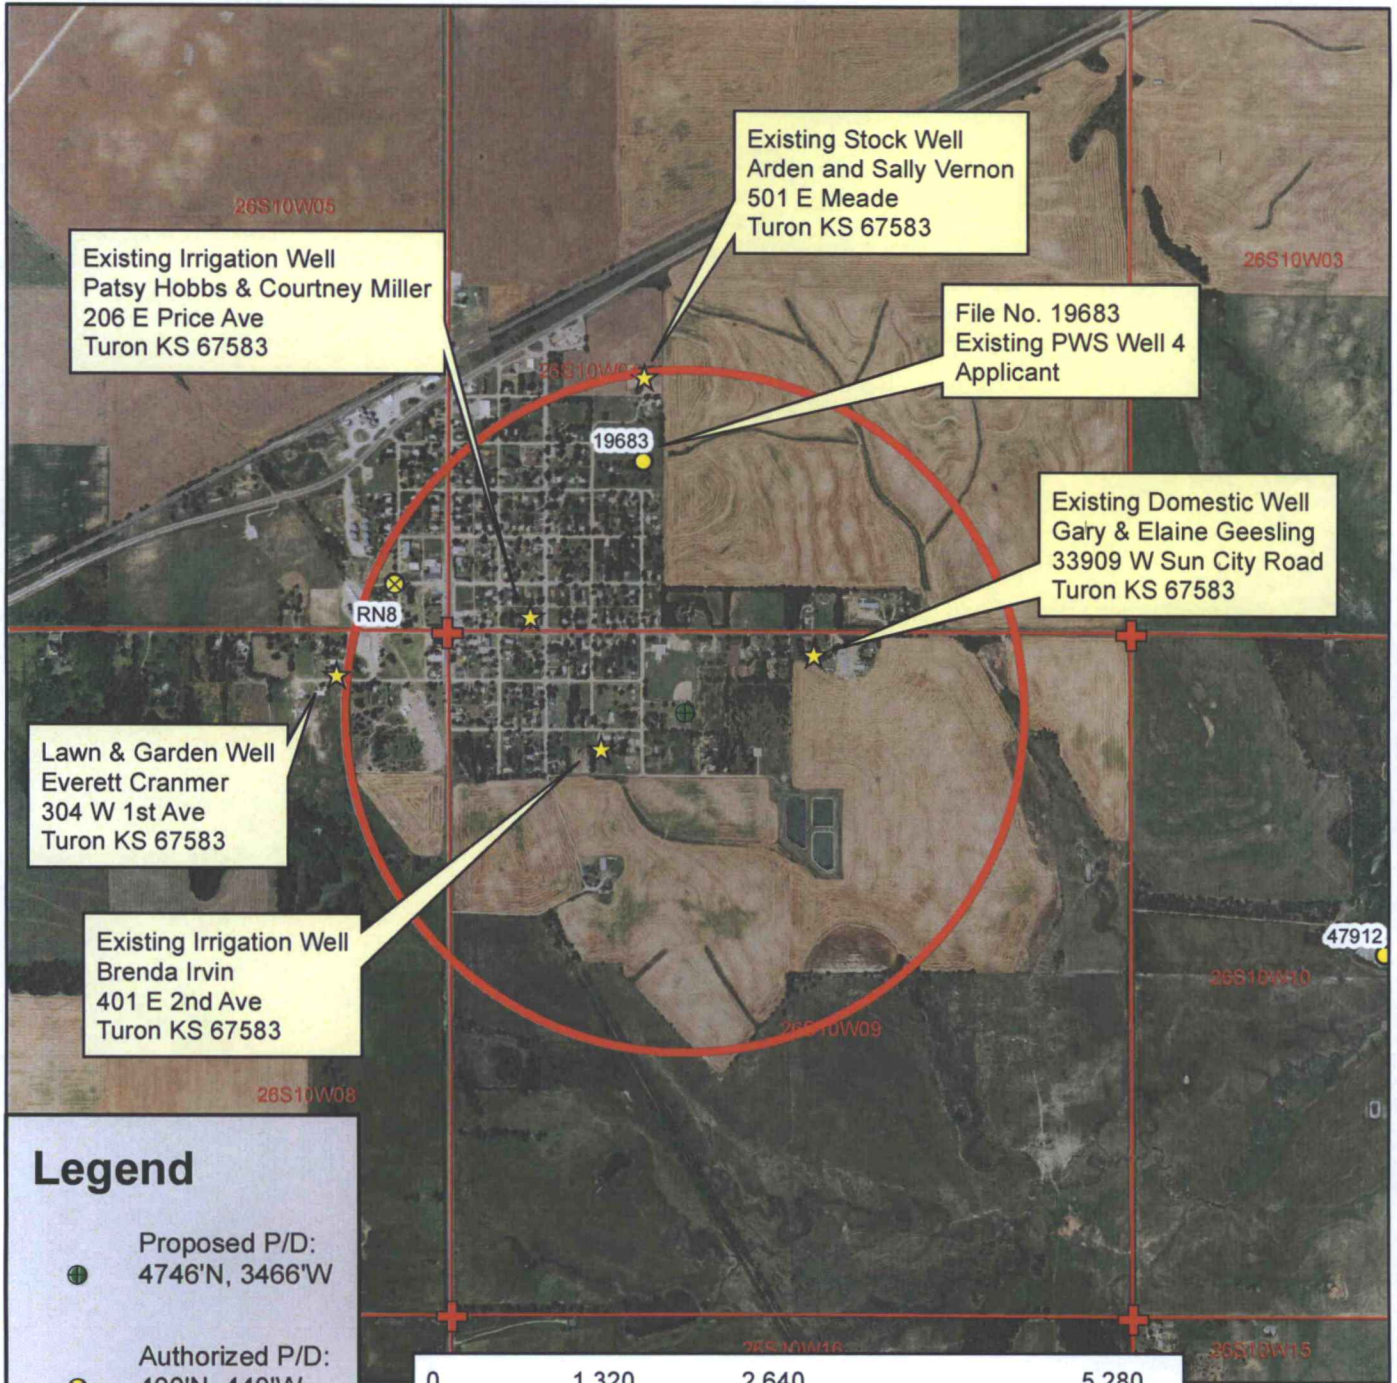 Existing Stock Well
Arden and Sally Vernon
501 E Meade
Turon KS 67583
26S10W05
Existing Irrigation Well
Patsy Hobbs & Courtney Miller
206 E Price Ave
Turon KS 67583
26S10W03
File No. 19683
Existing PWS Well 4
Applicant
19683
Existing Domestic Well
Gary & Elaine Geesling
33909 W Sun City Road
Turon KS 67583
RN8
Lawn & Garden Well
Everett Cranmer
304 W 1st Ave
Turon KS 67583
Existing Irrigation Well
Brenda Irvin
401 E 2nd Ave
Turon KS 67583
47912
26S10W10
26S10W09
26S10W08
Legend
Proposed P/D:
4746'N, 3466'W
Authorized P/D:
26S10W16
26S10W15
0 1,320 2,640 5,280